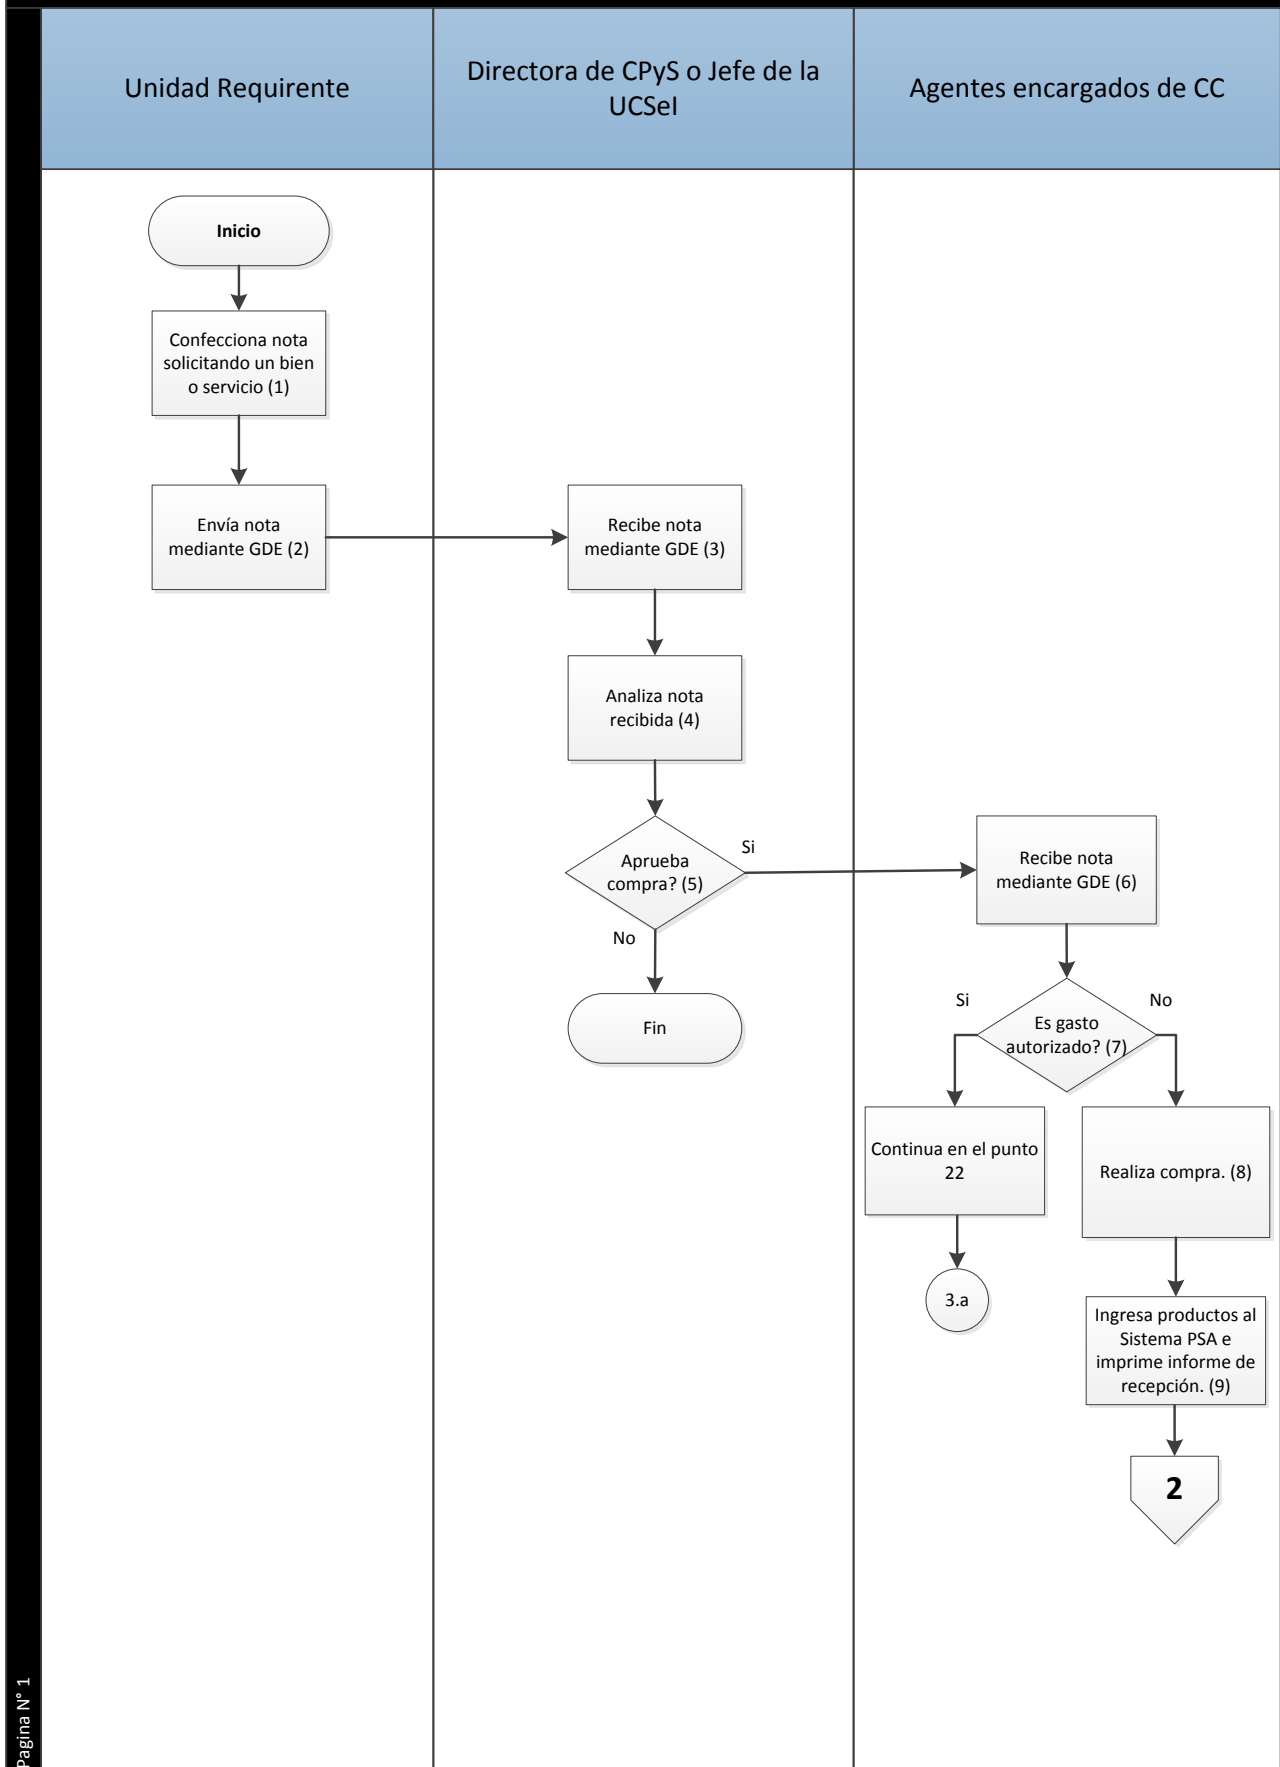 Unidad Requirente
Directora de CPyS o Jefe de la
UCSeI
Agentes encargados de CC
Inicio
Confecciona nota
solicitando un bien
o servicio (1)
Envía nota
mediante GDE (2)
Recibe nota
mediante GDE (3)
Analiza nota
recibida (4)
Aprueba
compra? (5)
Si
No
Fin
Recibe nota
mediante GDE (6)
Es gasto
autorizado? (7)
Si
No
Continua en el punto
22
3.a
Realiza compra. (8)
Ingresa productos al
Sistema PSA e
imprime informe de
recepción. (9)
2
Pagina N° 1